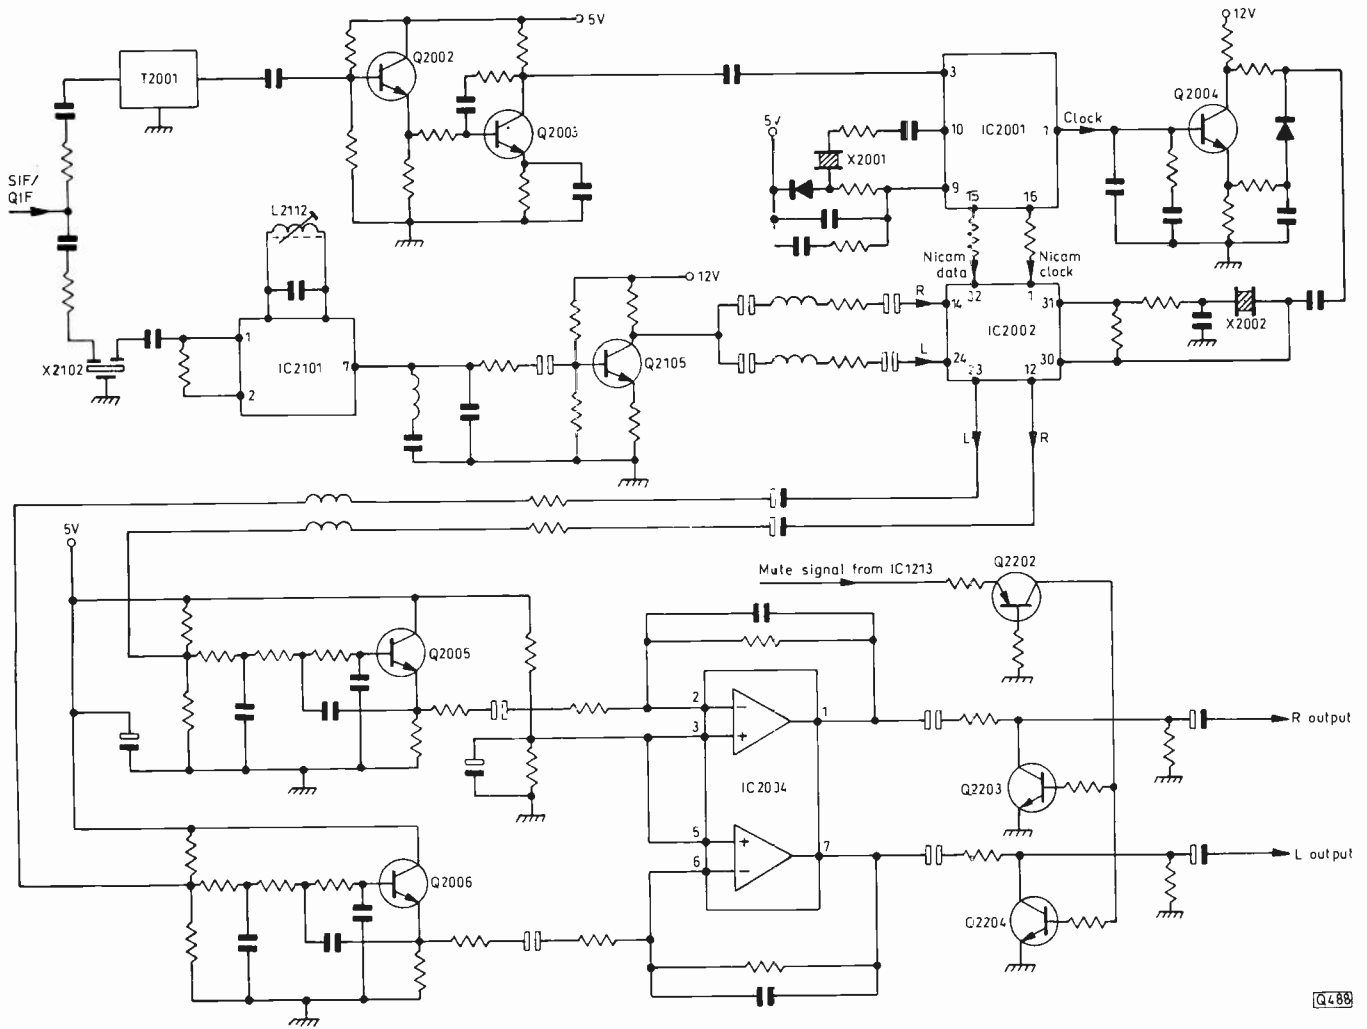 5V
12V
Q2002
T2001
Q2003
3
10
9
IC2001
1
Clock
Q2004
5V
X2001
15
16
SIF/
QIF
L2112
Nicam
data
Nicam
clock
12V
32
1
R
14
31
IC2002
X2002
L
24
30
23
12
1
IC2101
7
2
X2102
Q2105
L
R
5V
Mute signal from IC1213
Q2202
Q2005
2
−
1
3
+
R output
IC2004
Q2203
5
+
7
6
−
L output
Q2006
Q2204
Q488